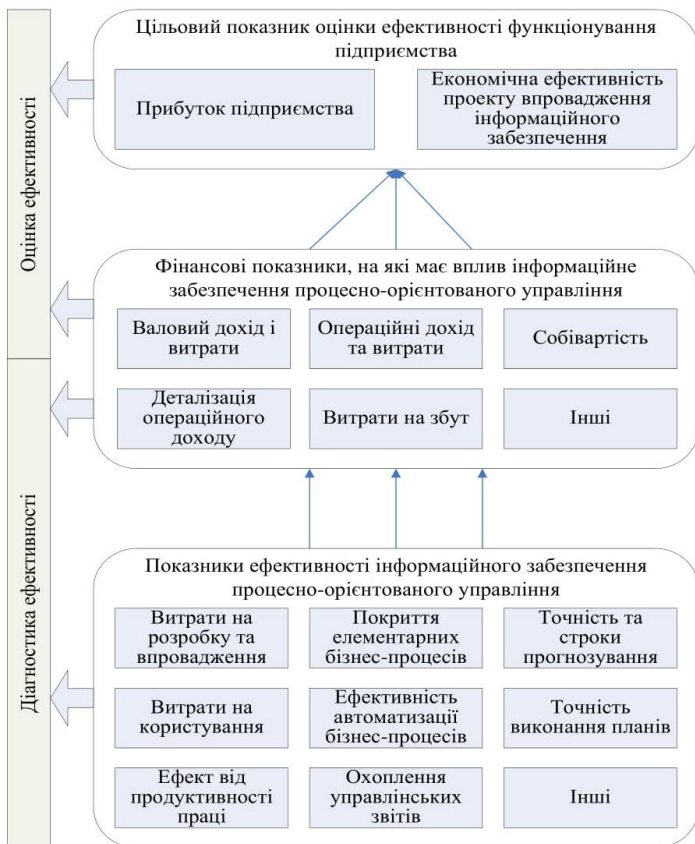 Оцінка ефективності
Діагностика ефективності
Цільовий показник оцінки ефективності функціонування
підприємства
Прибуток підприємства
Економічна ефективність
проекту впровадження
інформаційного
забезпечення
Фінансові показники, на які має вплив інформаційне
забезпечення процесно-орієнтованого управління
Валовий дохід і
витрати
Операційні дохід
та витрати
Собівартість
Деталізація
операційного
доходу
Витрати на збут
Інші
Показники ефективності інформаційного забезпечення
процесно-орієнтованого управління
Витрати на
розробку та
впровадження
Покриття
елементарних
бізнес-процесів
Точність та
строки
прогнозування
Витрати на
користування
Ефективність
автоматизації
бізнес-процесів
Точність
виконання планів
Ефект від
продуктивності
праці
Охоплення
управлінських
звітів
Інші